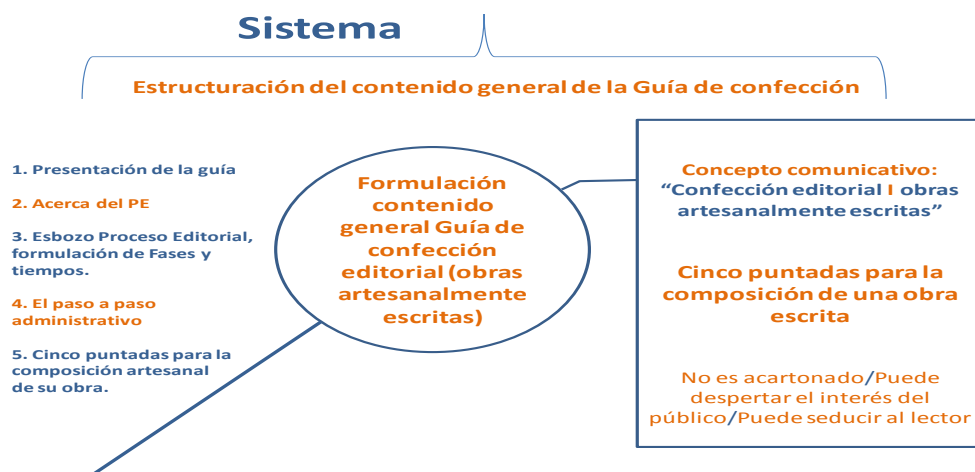 Sistema
Estructuración del contenido general de la Guía de confección
1. Presentación de la guía
2. Acerca del PE
3. Esbozo Proceso Editorial,
formulación de Fases y
tiempos.
4. El paso a paso
administrativo
5. Cinco puntadas para la
composición artesanal
de su obra.
Formulación
contenido
general Guía de
confección
editorial (obras
artesanalmente
escritas)
Concepto comunicativo:
“Confección editorial I obras
artesanalmente escritas”
Cinco puntadas para la
composición de una obra
escrita
No es acartonado/Puede
despertar el interés del
público/Puede seducir al lector